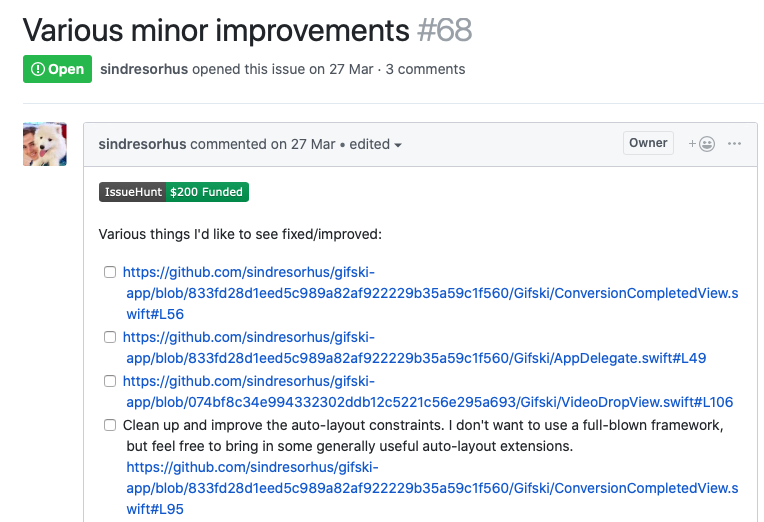 Various minor improvements #68
Open sindresorhus opened this issue on 27 Mar · 3 comments
sindresorhus commented on 27 Mar • edited Owner
IssueHunt $200 Funded
Various things I'd like to see fixed/improved:
https://github.com/sindresorhus/gifski-
app/blob/833fd28d1eed5c989a82af922229b35a59c1f560/Gifski/ConversionCompletedView.s
wift#L56
https://github.com/sindresorhus/gifski-
app/blob/833fd28d1eed5c989a82af922229b35a59c1f560/Gifski/AppDelegate.swift#L49
https://github.com/sindresorhus/gifski-
app/blob/074bf8c34e994332302ddb12c5221c56e295a693/Gifski/VideoDropView.swift#L106
Clean up and improve the auto-layout constraints. I don't want to use a full-blown framework,
but feel free to bring in some generally useful auto-layout extensions.
https://github.com/sindresorhus/gifski-
app/blob/833fd28d1eed5c989a82af922229b35a59c1f560/Gifski/ConversionCompletedView.s
wift#L95